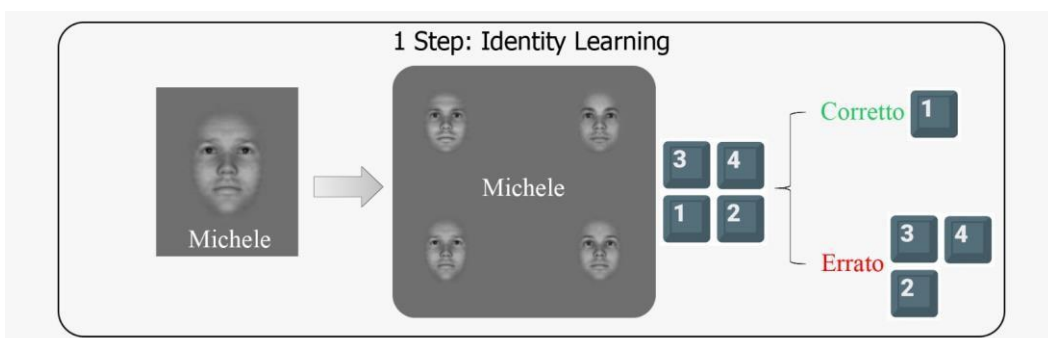 1 Step: Identity Learning
Michele
Michele
3 4
1 2
Corretto 1
Errato 3 4
2